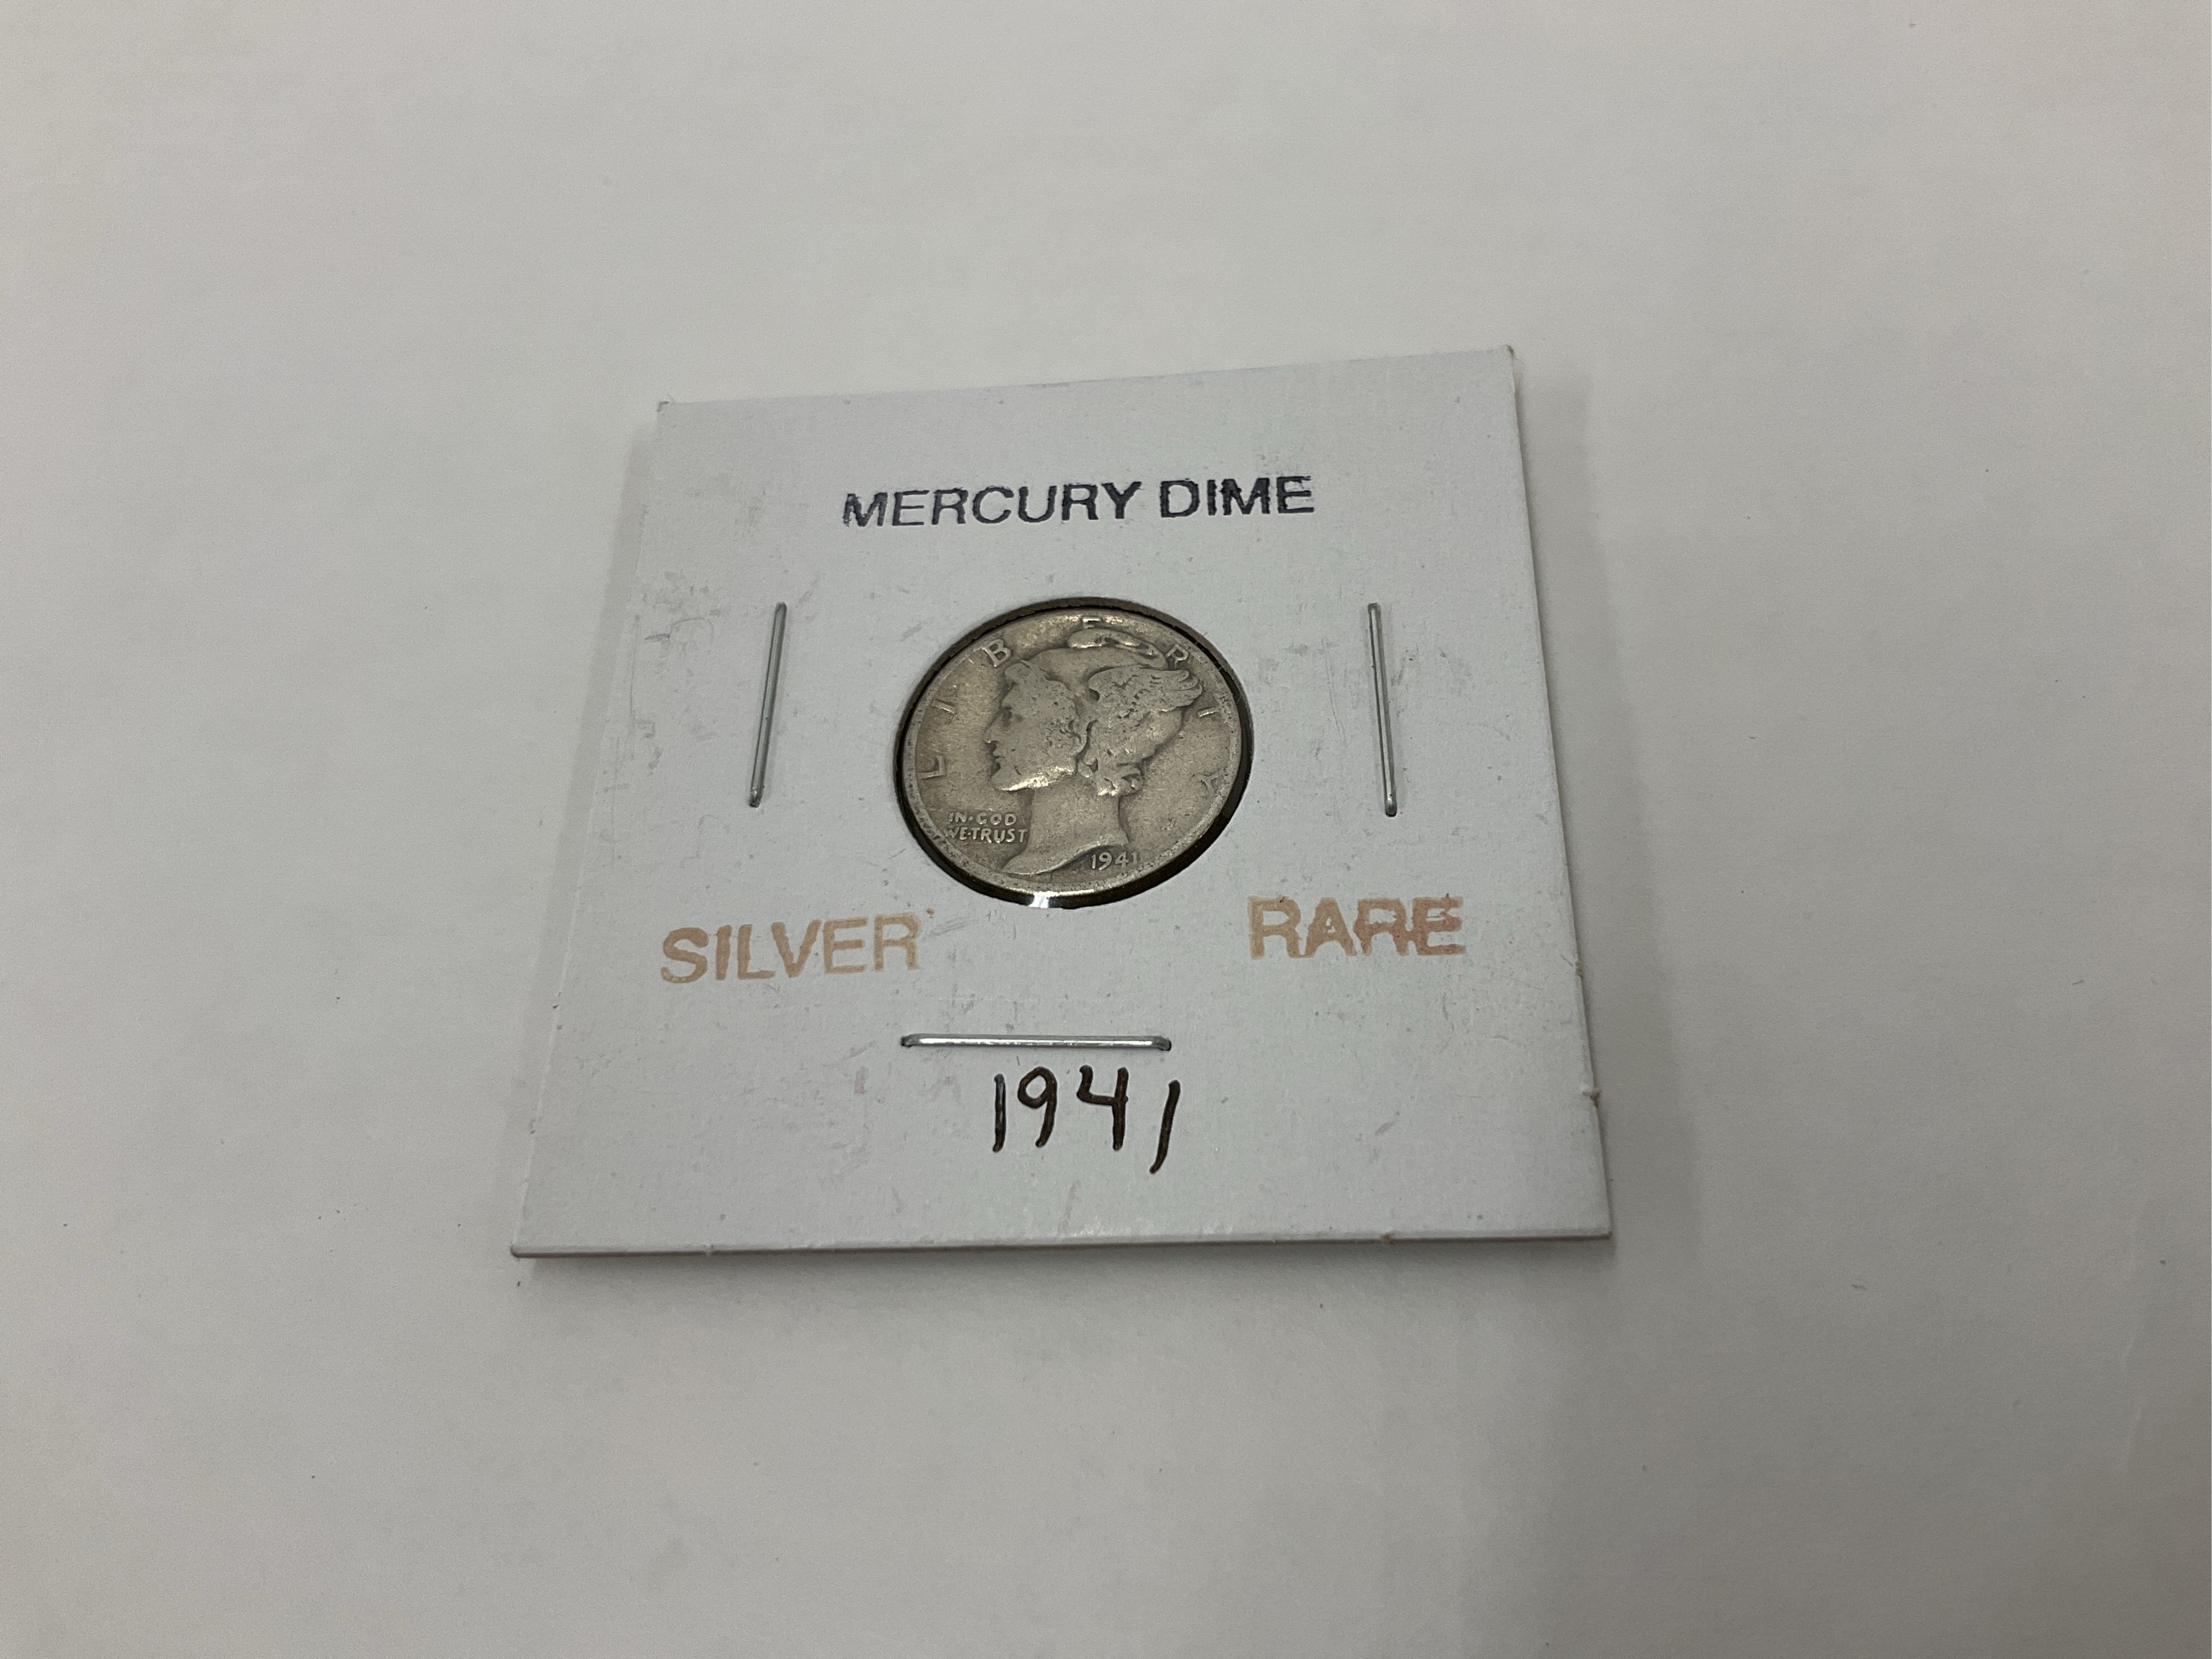 MERCURY DIME
LIBERTY
IN GOD
WE TRUST
1941
SILVER RARE
1941